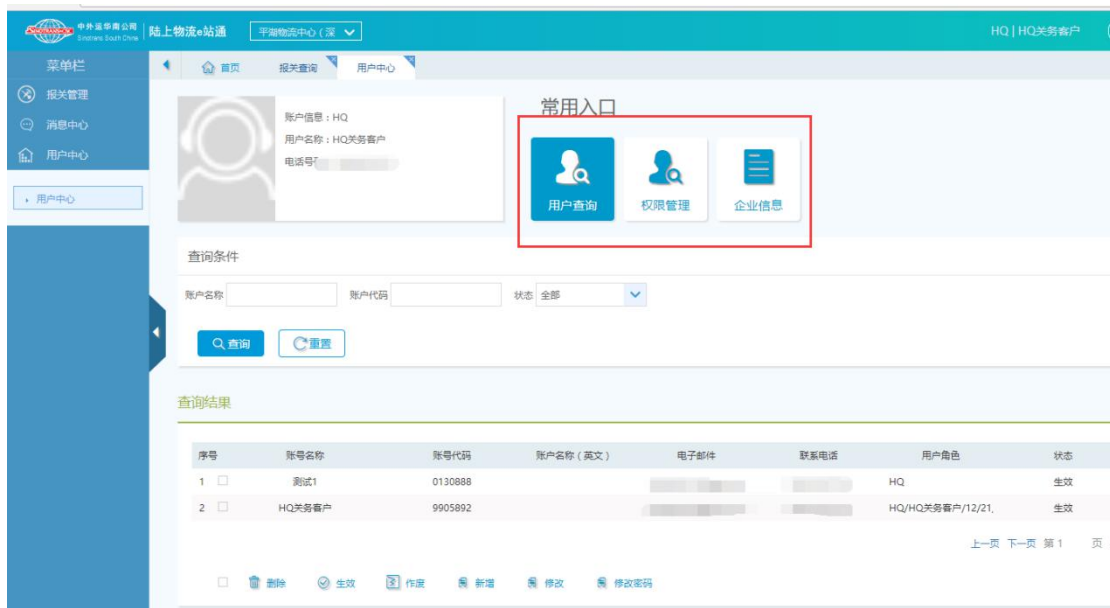 中外运华南公司
Sinotrans South China
陆上物流e站通
平湖物流中心 ( 深
HQ | HQ关务客户
菜单栏
首页
报关查询
用户中心
报关管理
消息中心
用户中心
用户中心
账户信息：HQ
用户名称：HQ关务客户
电话号
常用入口
用户查询
权限管理
企业信息
查询条件
账户名称
账户代码
状态 全部
查询
重置
查询结果
序号 账号名称 账号代码 账户名称 ( 英文 ) 电子邮件 联系电话 用户角色 状态
1 测试1 0130888 HQ 生效
2 HQ关务客户 9905892 HQ/HQ关务客户/12/21, 生效
上一页 下一页 第 1 页
删除 生效 作废 新增 修改 修改密码